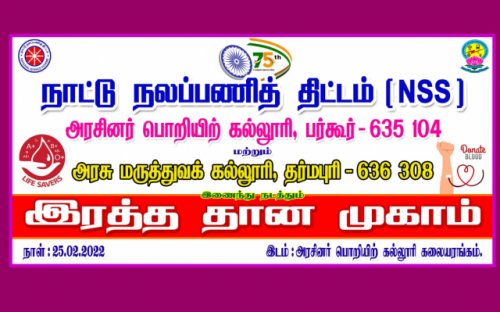 75th
நாட்டு நலப்பணித் திட்டம் (NSS)
அரசினர் பொறியிற் கல்லூரி, பர்கூர் - 635 104
மற்றும்
அரசு மருத்துவக் கல்லூரி, தர்மபுரி - 636 308
இணைந்து நடத்தும்
இரத்த தான முகாம்
நாள் : 25.02.2022
இடம் : அரசினர் பொறியிற் கல்லூரி கலையரங்கம்.
A+
B+
O+
AB+
LIFE SAVERS
Donate
BLOOD